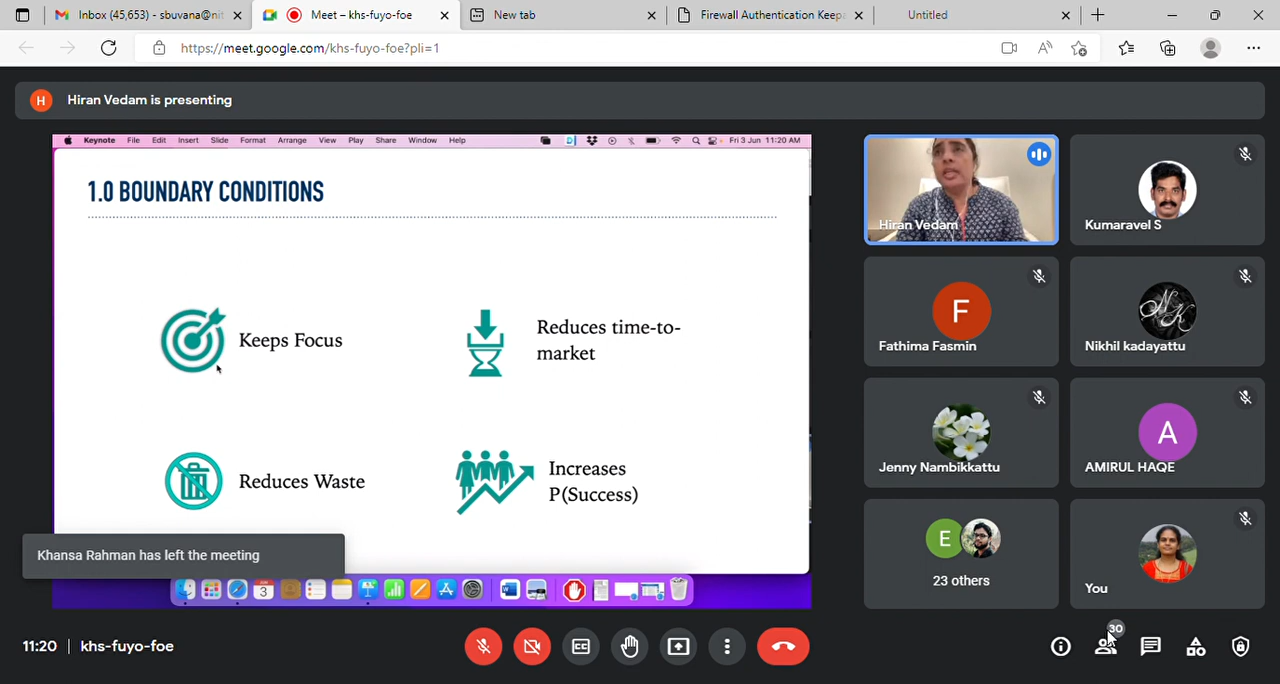 Inbox (45,653) - sbuvana@nit
Meet – khs-fuyo-foe
New tab
Firewall Authentication Keepa
Untitled
https://meet.google.com/khs-fuyo-foe?pli=1
H
Hiran Vedam is presenting
Keynote File Edit Insert Slide Format Arrange View Play Share Window Help
Fri 3 Jun 11:20 AM
1.0 BOUNDARY CONDITIONS
Keeps Focus
Reduces time-to-
market
Reduces Waste
Increases
P(Success)
Khansa Rahman has left the meeting
3
Hiran Vedam
Kumaravel S
F
Fathima Fasmin
NK
Nikhil kadayattu
Jenny Nambikkattu
A
AMIRUL HAQE
E
23 others
You
11:20 | khs-fuyo-foe
30